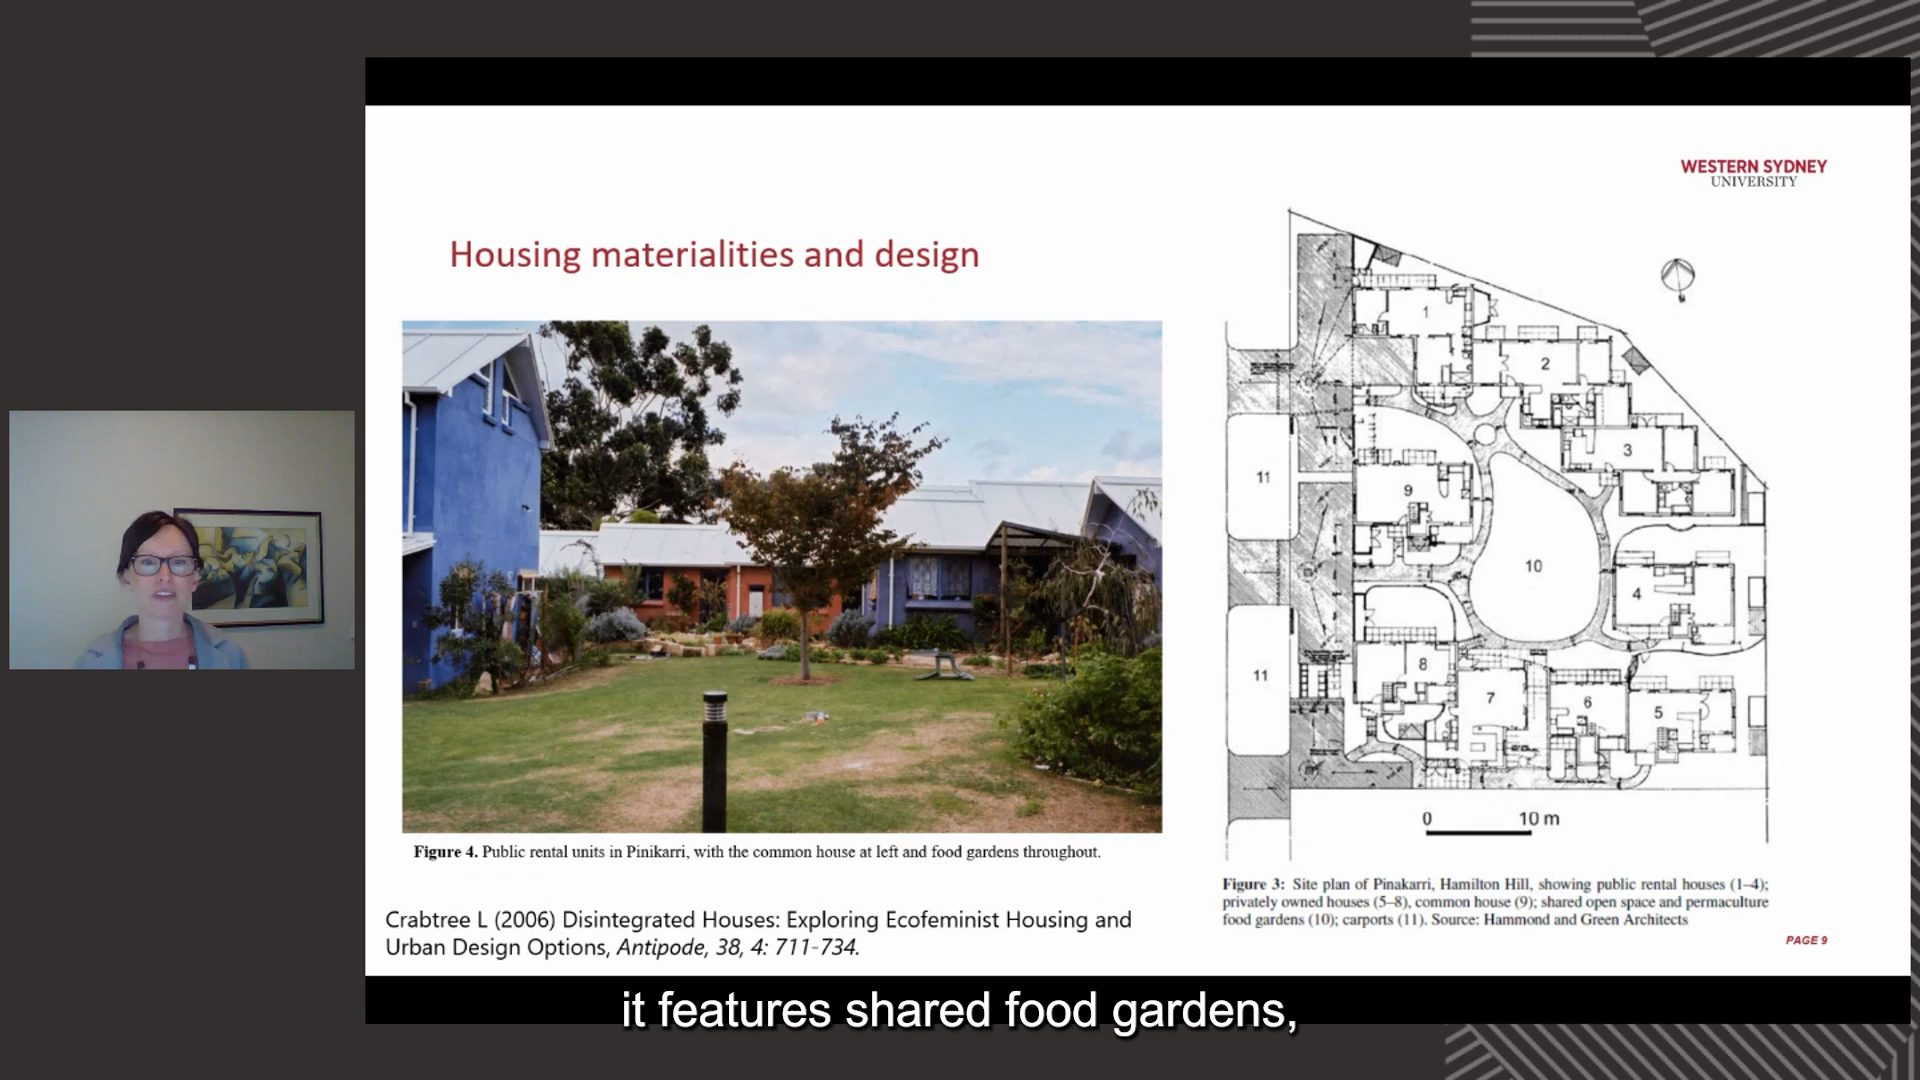 WESTERN SYDNEY
UNIVERSITY
Housing materialities and design
1
2
3
11
9
10
4
11
8
7
6
5
0 10 m
Figure 4. Public rental units in Pinikarri, with the common house at left and food gardens throughout.
Figure 3: Site plan of Pinakarri, Hamilton Hill, showing public rental houses (1–4);
privately owned houses (5–8), common house (9); shared open space and permaculture
food gardens (10); carports (11). Source: Hammond and Green Architects
Crabtree L (2006) Disintegrated Houses: Exploring Ecofeminist Housing and
Urban Design Options, Antipode, 38, 4: 711-734.
PAGE 9
it features shared food gardens,